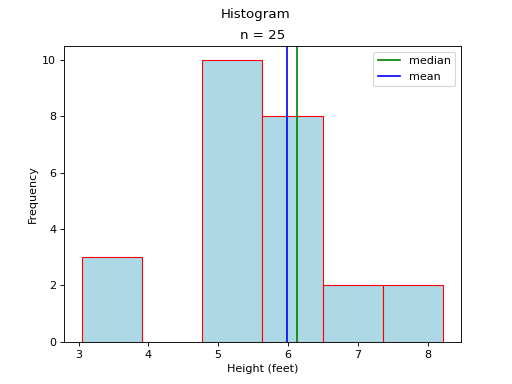 Histogram
n = 25
median
mean
10
8
6
4
2
0
Frequency
3 4 5 6 7 8
Height (feet)